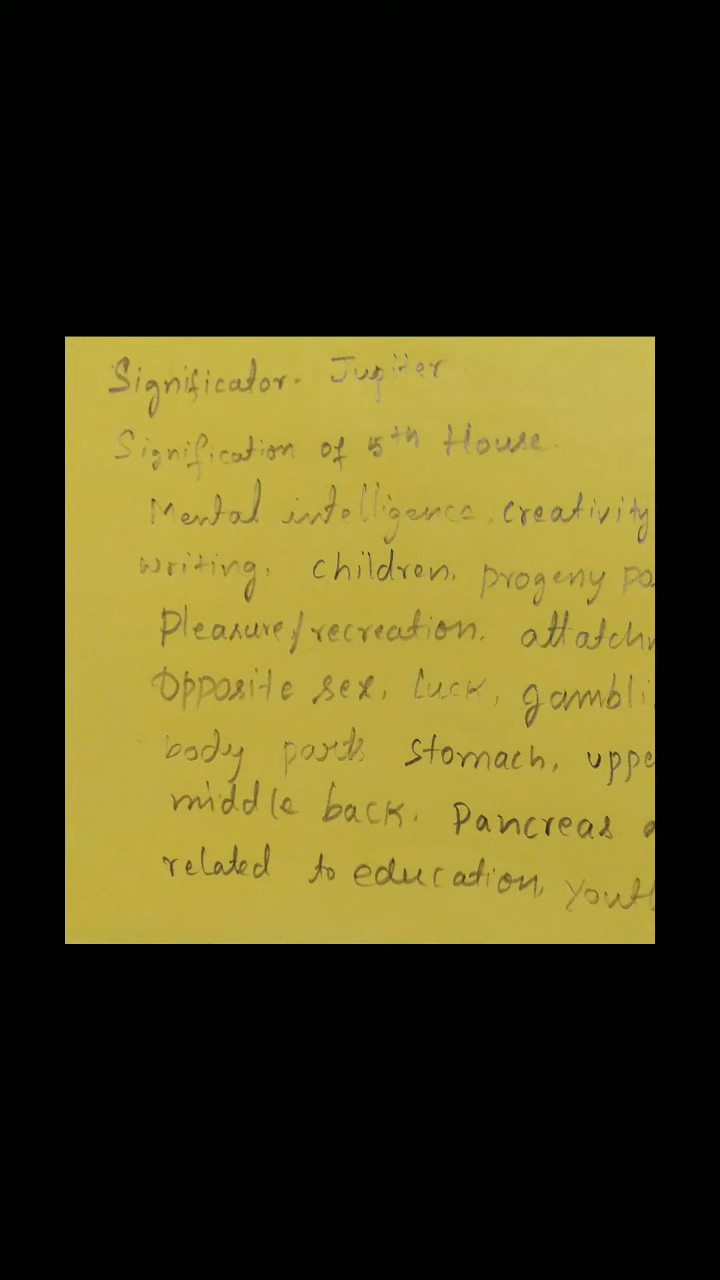 Significator. Jupiter
Signification of 5th House.
Mental intelligence, creativity
writing, children, progeny
Pleasure/recreation.
Opposite sex, luck,
body parts stomach,
middle back. Pancreas
related to education,